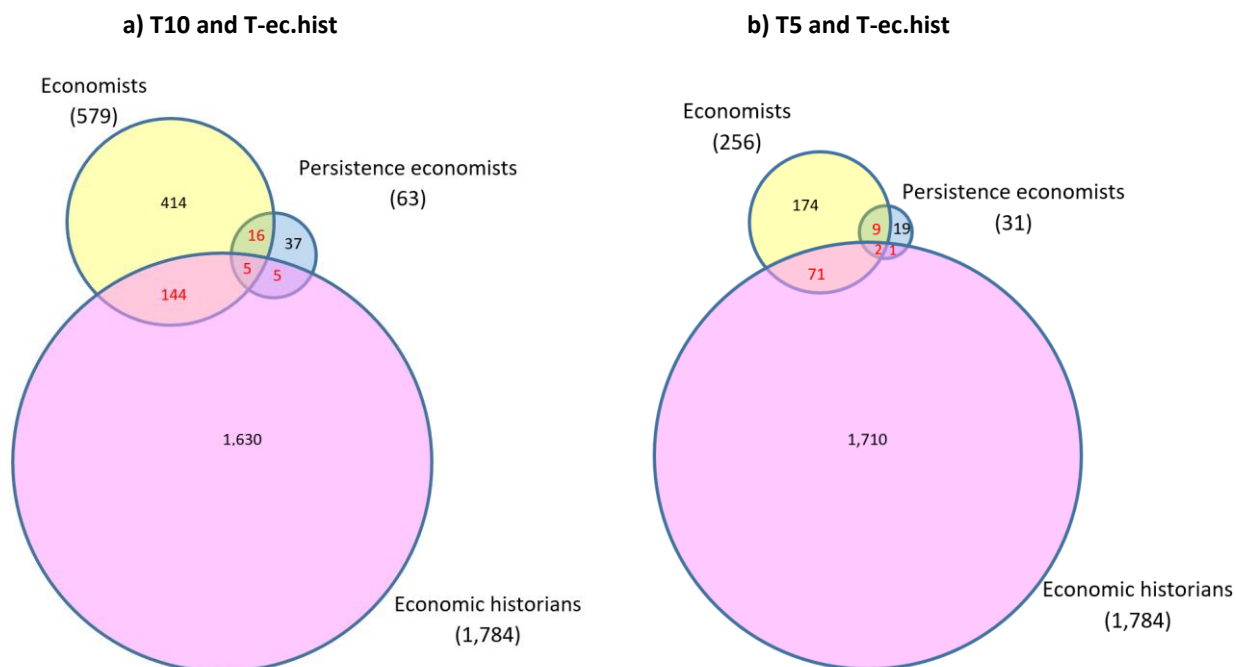 a) T10 and T-ec.hist
Economists
(579)
Persistence economists
(63)
414
16
37
5
5
144
1,630
Economic historians
(1,784)
b) T5 and T-ec.hist
Economists
(256)
Persistence economists
(31)
174
9
19
2
1
71
1,710
Economic historians
(1,784)